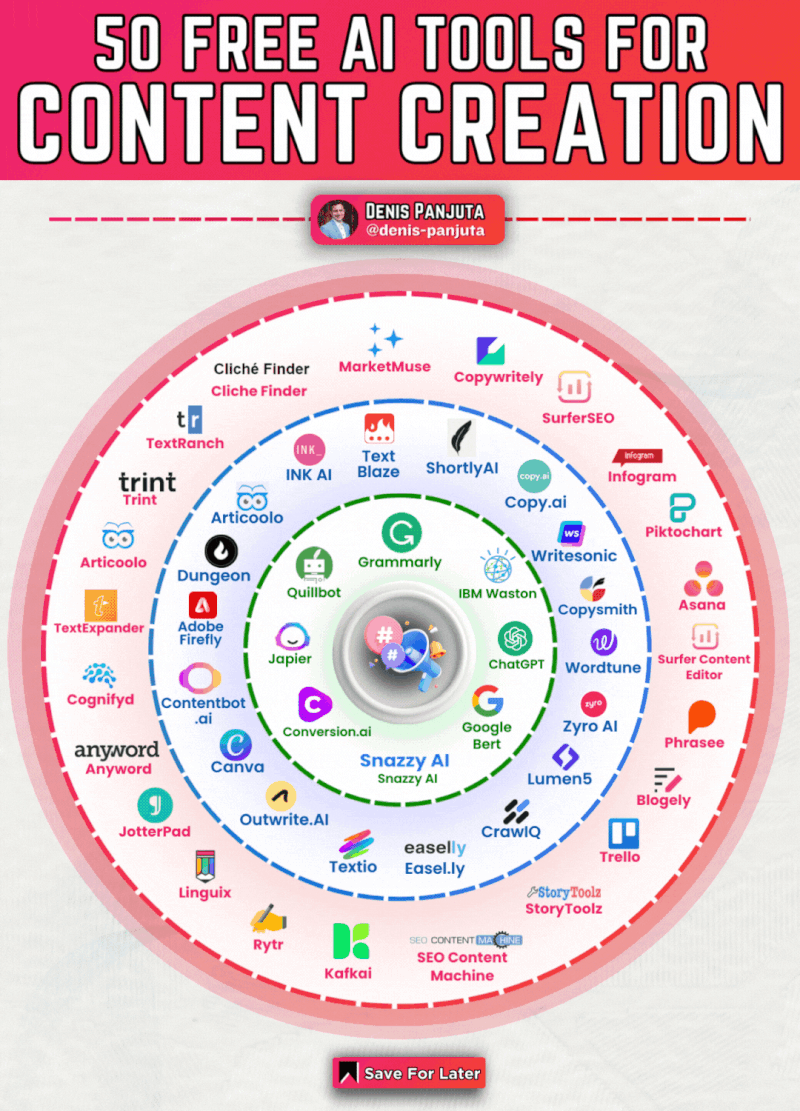 50 FREE AI TOOLS FOR
CONTENT CREATION
DENIS PANJUTA
@denis-panjuta
MarketMuse
Copywritely
SurferSEO
Infogram
Infogram
Piktochart
Asana
Surfer Content
Editor
Phrasee
Blogely
Trello
StoryToolz
StoryToolz
SEO CONTENT MACHINE
SEO Content
Machine
Kafkai
Rytr
Linguix
JotterPad
anyword
Anyword
Cognifyd
TextExpander
Articoolo
trint
Trint
tr
TextRanch
Cliché Finder
Cliche Finder
Text
Blaze
ShortlyAI
copy.ai
Copy.ai
ws
Writesonic
Copysmith
Wordtune
zyro
Zyro AI
Lumen5
CrawlQ
easelly
Easel.ly
Textio
Outwrite.AI
Canva
Contentbot
.ai
Adobe
Firefly
Dungeon
Articoolo
INK_
INK AI
Grammarly
IBM Waston
ChatGPT
Google
Bert
Snazzy AI
Snazzy AI
Conversion.ai
Japier
Quillbot
#
#
Save For Later